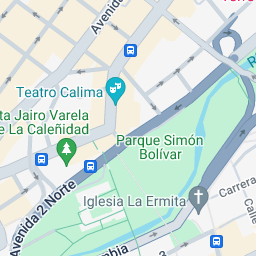 Avenida
Teatro Calima
ta Jairo Varela
e La Caleñidad
Parque Simón
Bolívar
Avenida 2 Norte
Iglesia La Ermita
Carrera
Calle
bia